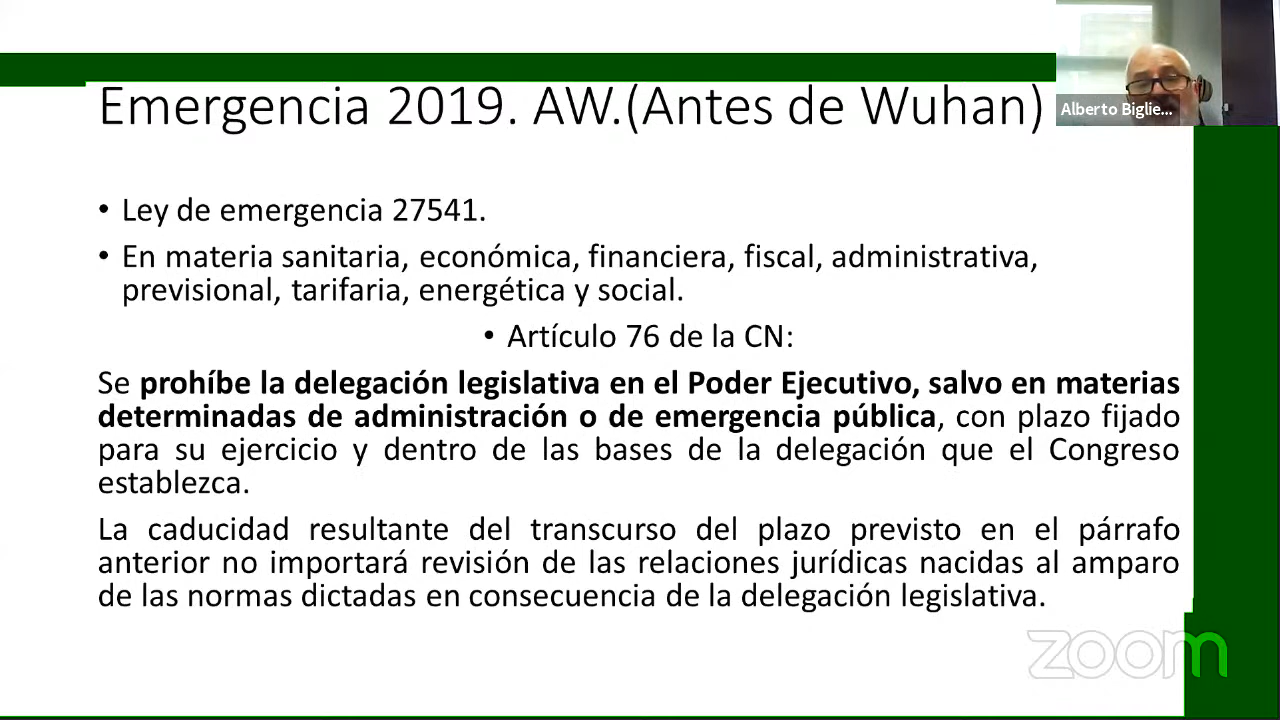 Emergencia 2019. AW.(Antes de Wuhan)
Alberto Biglie...
• Ley de emergencia 27541.
• En materia sanitaria, económica, financiera, fiscal, administrativa,
previsional, tarifaria, energética y social.
• Artículo 76 de la CN:
Se prohíbe la delegación legislativa en el Poder Ejecutivo, salvo en materias
determinadas de administración o de emergencia pública, con plazo fijado
para su ejercicio y dentro de las bases de la delegación que el Congreso
establezca.
La caducidad resultante del transcurso del plazo previsto en el párrafo
anterior no importará revisión de las relaciones jurídicas nacidas al amparo
de las normas dictadas en consecuencia de la delegación legislativa.
zoom